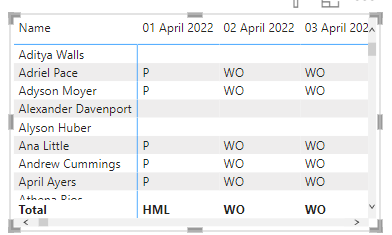 Name 01 April 2022 02 April 2022 03 April 202
Aditya Walls
Adriel Pace P WO WO
Adyson Moyer P WO WO
Alexander Davenport
Alyson Huber
Ana Little P WO WO
Andrew Cummings P WO WO
April Ayers P WO WO
Athena Rios
Total HML WO WO